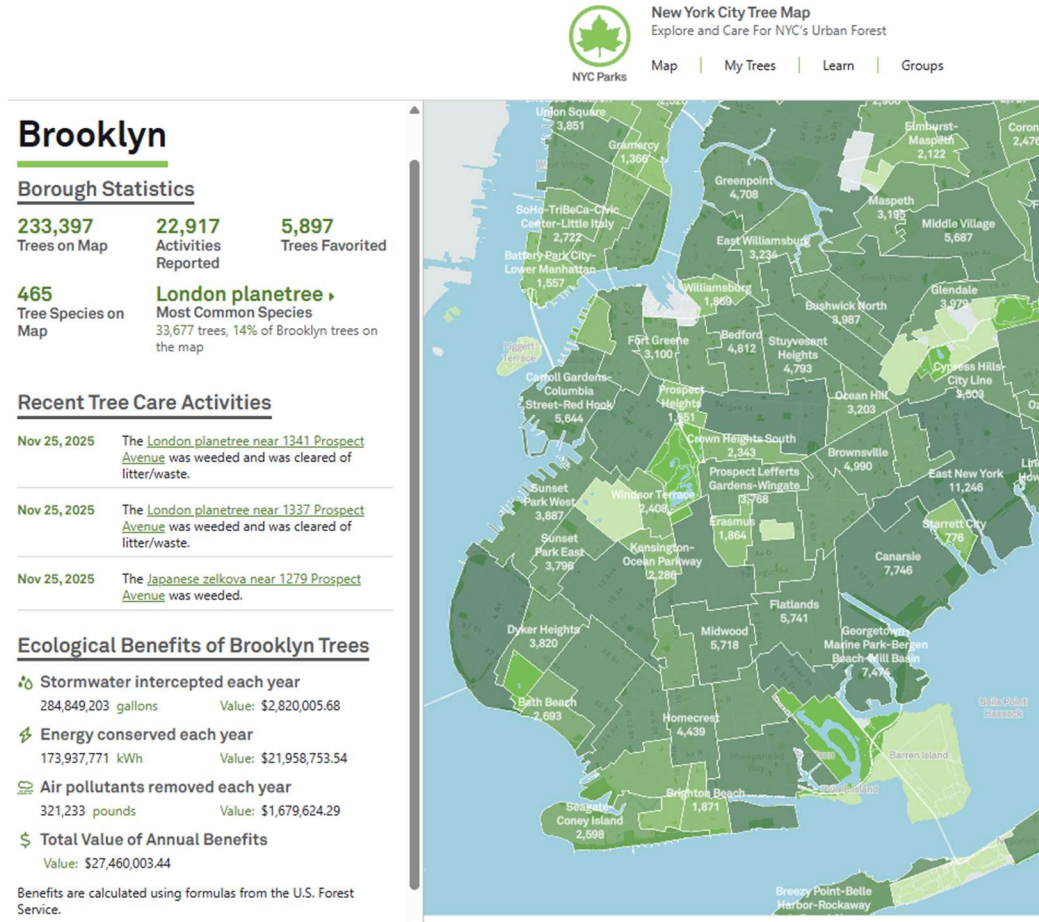 New York City Tree Map
Explore and Care For NYC's Urban Forest
NYC Parks
Map
My Trees
Learn
Groups
Brooklyn
Borough Statistics
233,397
Trees on Map
22,917
Activities
Reported
5,897
Trees Favorited
465
Tree Species on
Map
London planetree
Most Common Species
33,677 trees, 14% of Brooklyn trees on
the map
Recent Tree Care Activities
Nov 25, 2025
The London planetree near 1341 Prospect
Avenue was weeded and was cleared of
litter/waste.
Nov 25, 2025
The London planetree near 1337 Prospect
Avenue was weeded and was cleared of
litter/waste.
Nov 25, 2025
The Japanese zelkova near 1279 Prospect
Avenue was weeded.
Ecological Benefits of Brooklyn Trees
Stormwater intercepted each year
284,849,203 gallons Value: $2,820,005.68
Energy conserved each year
173,937,771 kWh Value: $21,958,753.54
Air pollutants removed each year
321,233 pounds Value: $1,679,624.29
Total Value of Annual Benefits
Value: $27,460,003.44
Benefits are calculated using formulas from the U.S. Forest
Service.
Union Square
3,851
Gramercy
1,366
Elmhurst-
Maspeth
2,122
Greenpoint
4,708
Maspeth
3,195
Middle Village
5,687
SoHo-TriBeCa-Civic
Center-Little Italy
2,722
East Williamsburg
3,234
Battery Park City-
Lower Manhattan
1,557
Williamsburg
1,869
Bushwick North
3,987
Glendale
3,979
Liggett
Terrace
Fort Greene
3,100
Bedford
4,812
Stuyvesant
Heights
4,793
Cypress Hills-
City Line
3,503
Carroll Gardens-
Columbia
Street-Red Hook
5,644
Prospect
Heights
1,651
Ocean Hill
3,203
Crown Heights South
2,343
Brownsville
4,990
East New York
11,246
Prospect Lefferts
Gardens-Wingate
3,768
Sunset
Park West
3,887
Windsor Terrace
2,408
Erasmus
1,864
Starrett City
776
Sunset
Park East
3,796
Kensington-
Ocean Parkway
2,286
Canarsie
7,746
Flatlands
5,741
Dyker Heights
3,820
Midwood
5,718
Georgetown-
Marine Park-Bergen
Beach-Mill Basin
7,474
Bath Beach
2,693
Homecrest
4,439
Barren Island
Brighton Beach
1,871
Seagate-
Coney Island
2,598
Breezy Point-Belle
Harbor-Rockaway